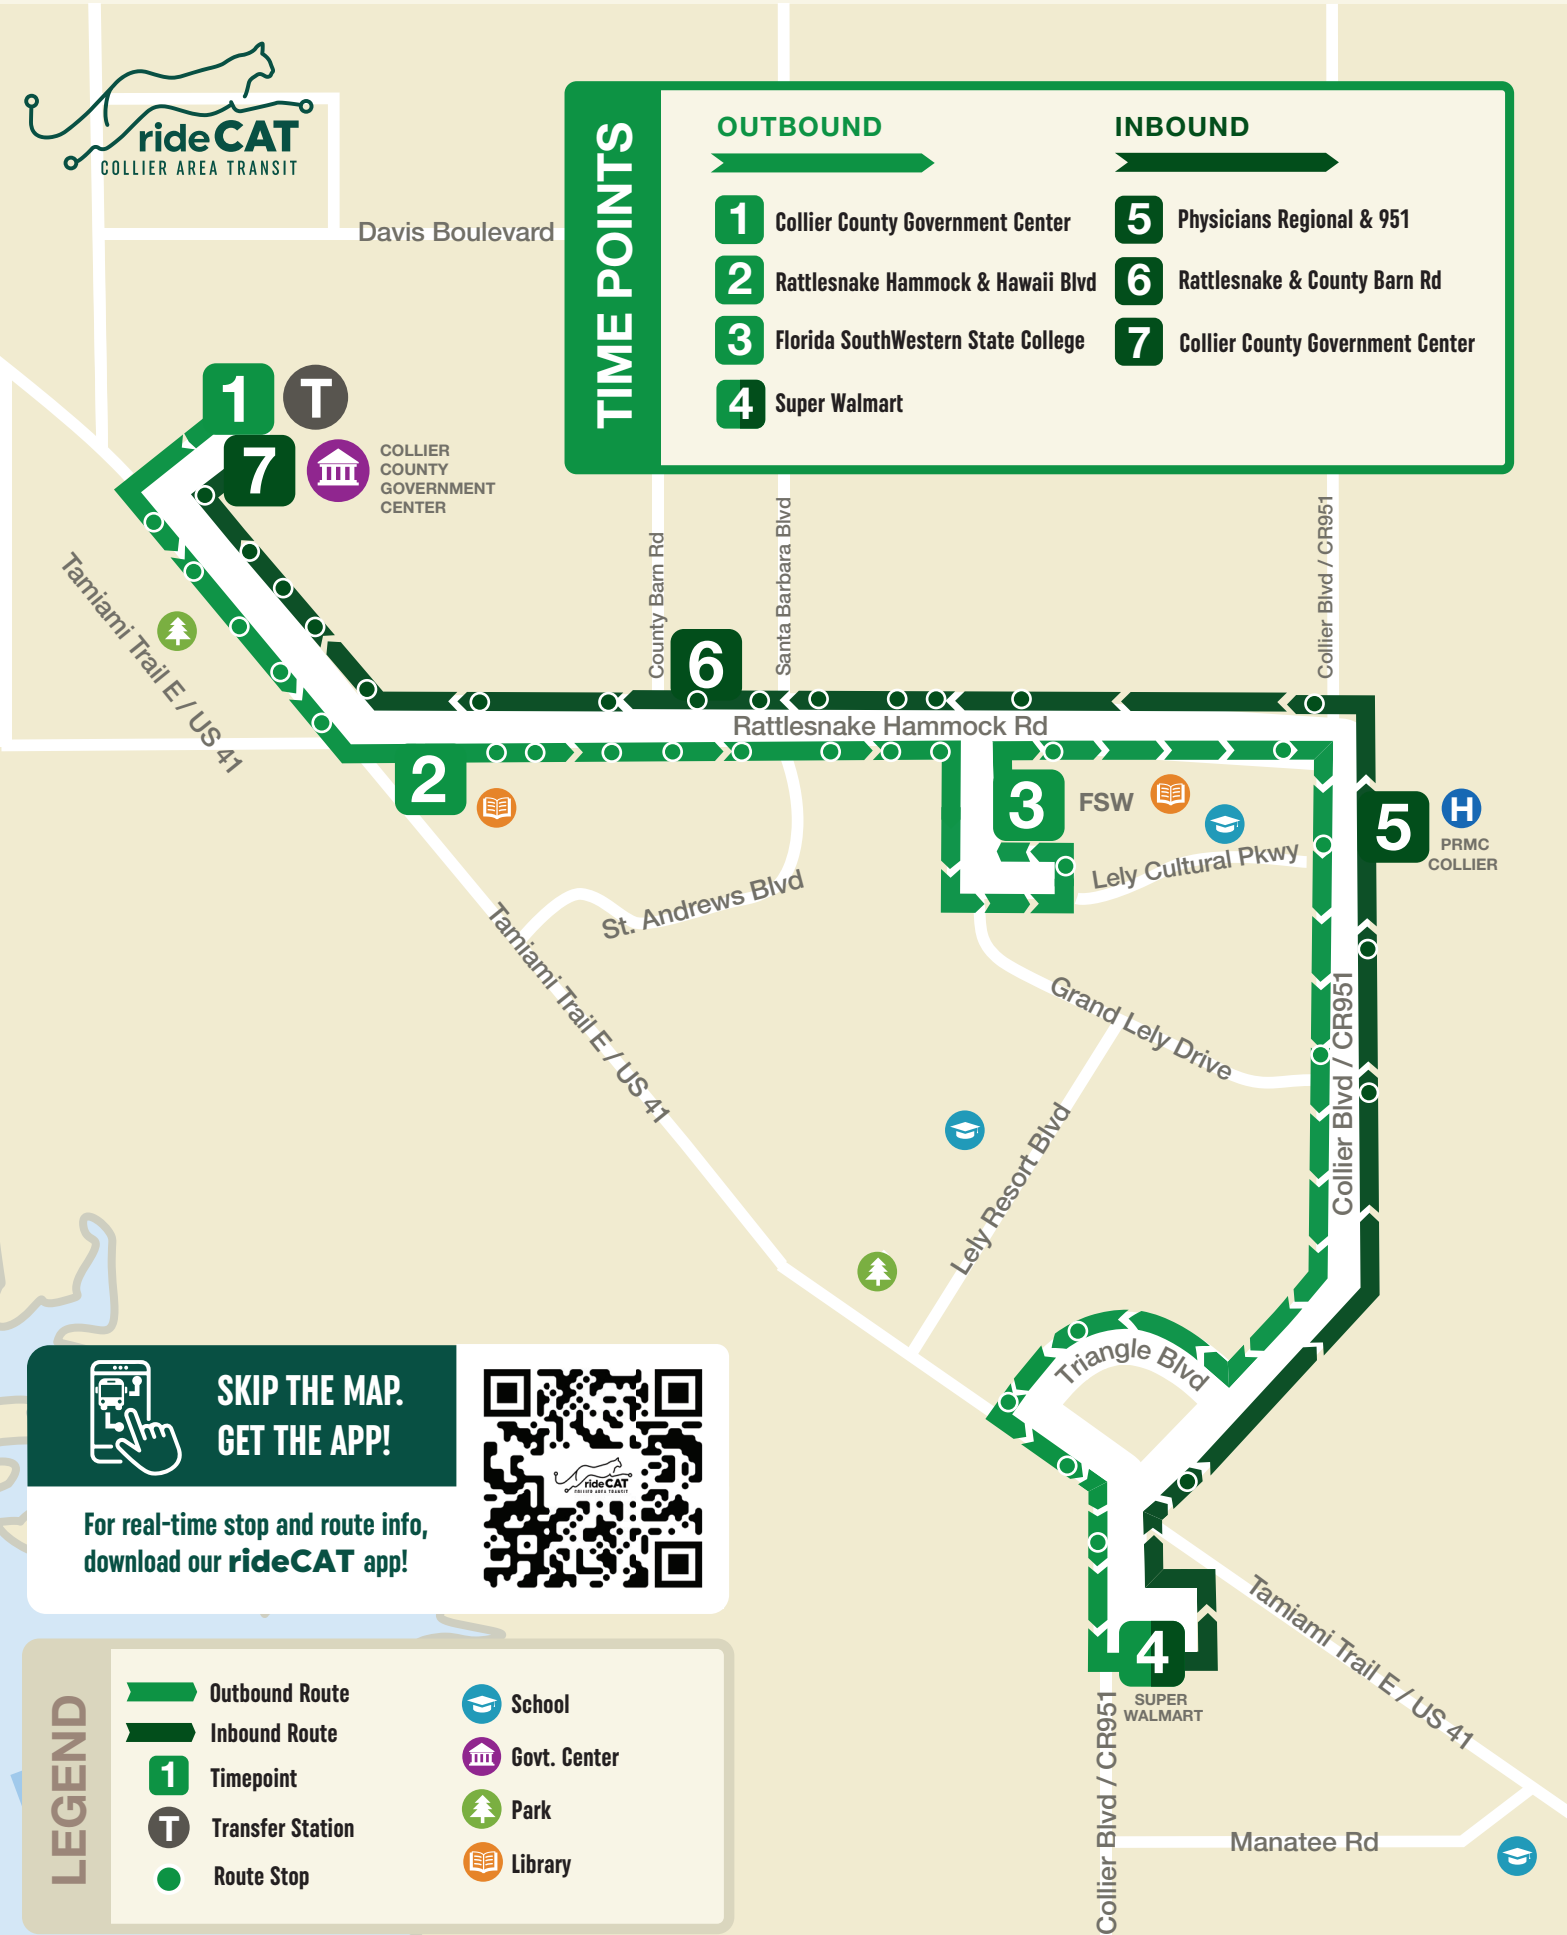 rideCAT
COLLIER AREA TRANSIT
TIME POINTS
OUTBOUND
1 Collier County Government Center
2 Rattlesnake Hammock & Hawaii Blvd
3 Florida SouthWestern State College
4 Super Walmart
INBOUND
5 Physicians Regional & 951
6 Rattlesnake & County Barn Rd
7 Collier County Government Center
Davis Boulevard
1 T
7
COLLIER
COUNTY
GOVERNMENT
CENTER
Tamiami Trail E / US 41
County Barn Rd
Santa Barbara Blvd
Collier Blvd / CR951
6
Rattlesnake Hammock Rd
2
3 FSW
5 H
PRMC
COLLIER
Lely Cultural Pkwy
St. Andrews Blvd
Tamiami Trail E / US 41
Grand Lely Drive
Collier Blvd / CR951
Lely Resort Blvd
Triangle Blvd
SKIP THE MAP.
GET THE APP!
For real-time stop and route info,
download our rideCAT app!
rideCAT
COLLIER AREA TRANSIT
4
SUPER
WALMART
Tamiami Trail E / US 41
Collier Blvd / CR951
Manatee Rd
LEGEND
Outbound Route
Inbound Route
1 Timepoint
T Transfer Station
Route Stop
School
Govt. Center
Park
Library